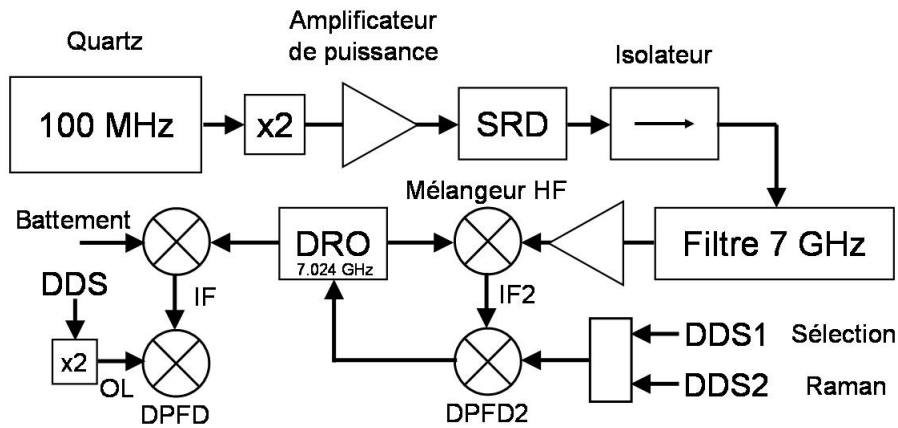 Amplificateur
de puissance
Quartz
Isolateur
100 MHz
x2
SRD
Mélangeur HF
Battement
DRO
7.024 GHz
Filtre 7 GHz
DDS
IF
IF2
x2
OL
DPFD
DPFD2
DDS1
Sélection
DDS2
Raman